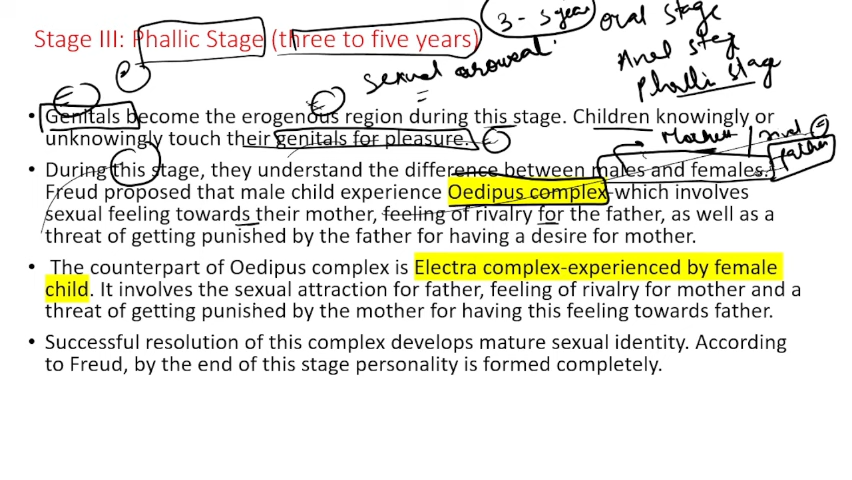 3 - 5 year
oral stage
Stage III: Phallic Stage (three to five years)
Anel stag
sexual arousal.
Phalli stage
• Genitals become the erogenous region during this stage. Children knowingly or
unknowingly touch their genitals for pleasure.
Mother
father
• During this stage, they understand the difference between males and females.
Freud proposed that male child experience Oedipus complex-which involves
sexual feeling towards their mother, feeling of rivalry for the father, as well as a
threat of getting punished by the father for having a desire for mother.
• The counterpart of Oedipus complex is Electra complex-experienced by female
child. It involves the sexual attraction for father, feeling of rivalry for mother and a
threat of getting punished by the mother for having this feeling towards father.
• Successful resolution of this complex develops mature sexual identity. According
to Freud, by the end of this stage personality is formed completely.